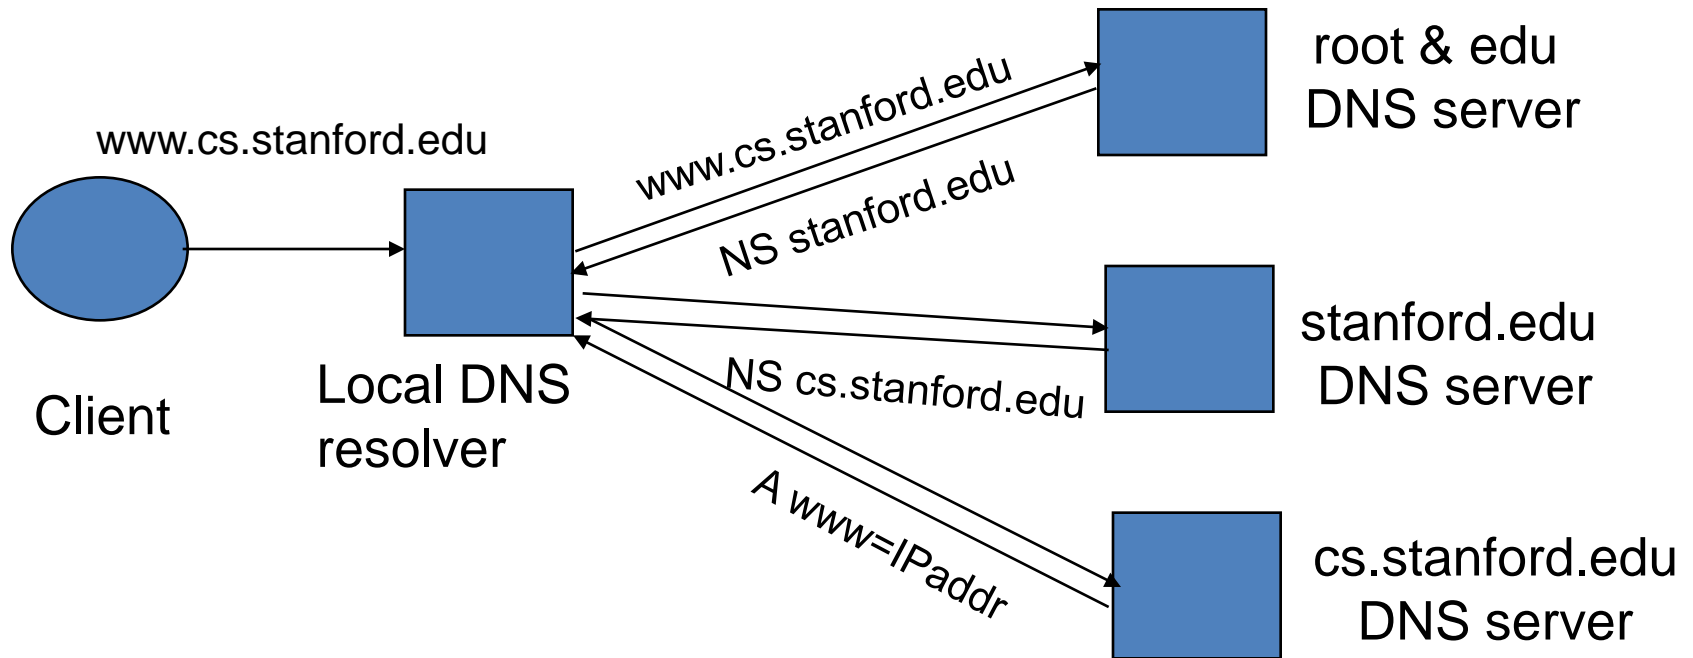 www.cs.stanford.edu
Client
Local DNS
resolver
www.cs.stanford.edu
NS stanford.edu
NS cs.stanford.edu
A www=IPaddr
root & edu
DNS server
stanford.edu
DNS server
cs.stanford.edu
DNS server